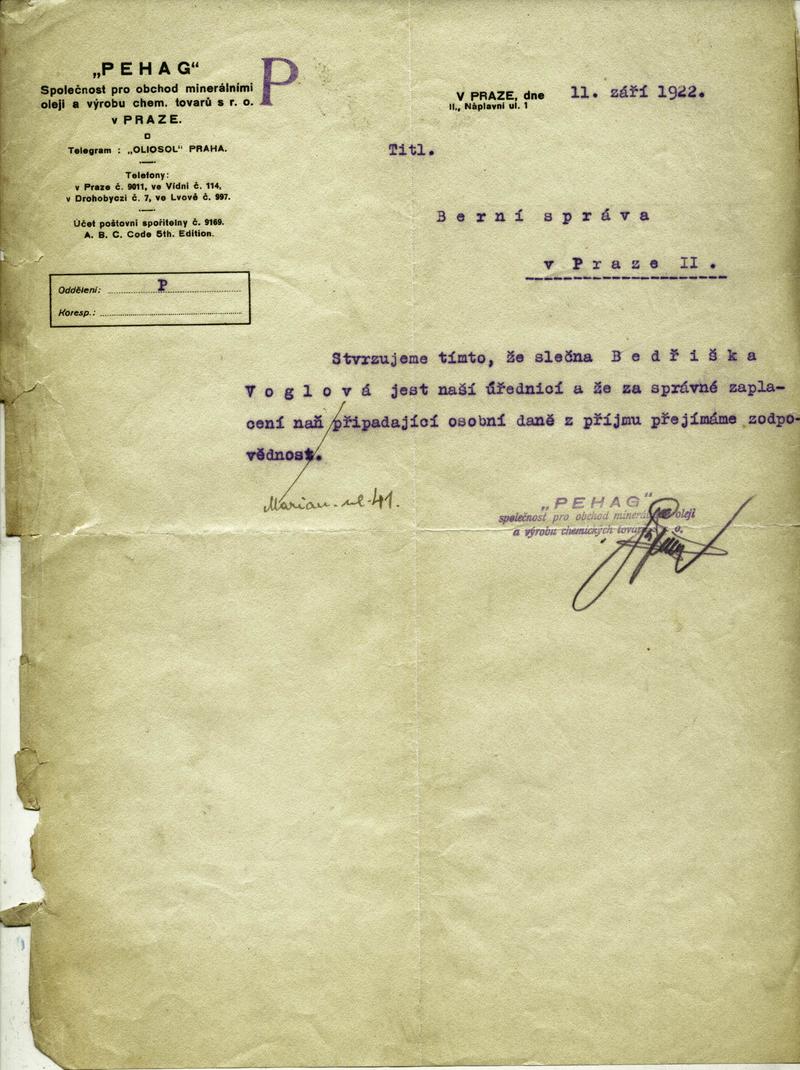 „PEHAG“
Společnost pro obchod minerálními
oleji a výrobu chem. tovarů s r. o.
v PRAZE.
P
Telegram : „OLIOSOL“ PRAHA.
Telefony:
v Praze č. 9011, ve Vídni č. 114,
v Drohobyczi č. 7, ve Lvově č. 997.
Účet poštovní spořitelny č. 9169.
A. B. C. Code 5th. Edition.
Oddělení: P
Koresp.:
V PRAZE, dne 11. září 1922.
II., Náplavní ul. 1
Titl.
Berní správa
v Praze II.
Stvrzujeme tímto, že slečna Bedřiška
Voglová jest naší úřednicí a že za správné zapla-
cení naň připadající osobní daně z příjmu přejímáme zodpo-
vědnost.
Marian. ul 41.
„PEHAG“
společnost pro obchod minerál oleji
a výrobu chemických tovarů s r. o.